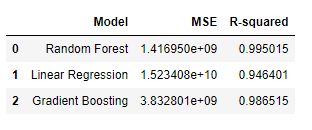 Model MSE R-squared
0 Random Forest 1.416950e+09 0.995015
1 Linear Regression 1.523408e+10 0.946401
2 Gradient Boosting 3.832801e+09 0.986515